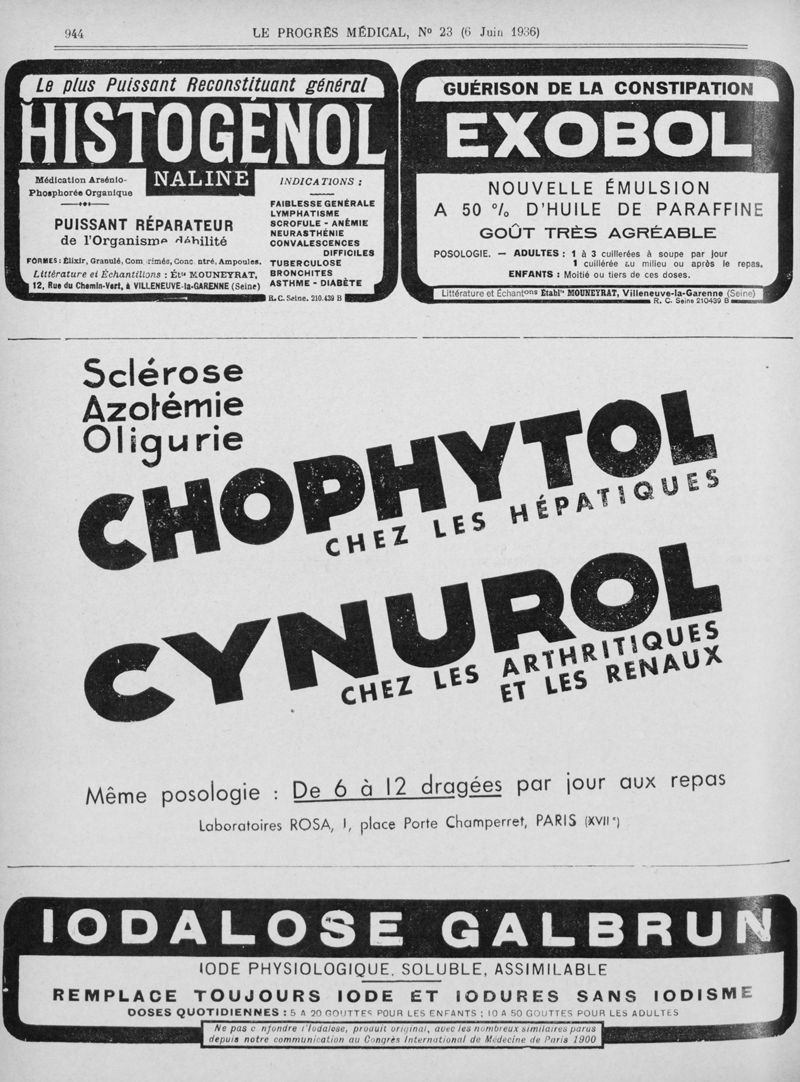 944
LE PROGRÈS MÉDICAL, Nº 23 (6 Juin 1936)
Le plus Puissant Reconstituant général
HISTOGÉNOL
NALINE
Médication Arsénio-
Phosphorée Organique
PUISSANT RÉPARATEUR
de l'Organisme débilité
FORMES : Élixir, Granulé, Comprimés, Concentré, Ampoules.
Littérature et Échantillons : Éts MOUNEYRAT,
12, Rue du Chemin-Vert, à VILLENEUVE-la-GARENNE (Seine)
INDICATIONS :
FAIBLESSE GÉNÉRALE
LYMPHATISME
SCROFULE - ANÉMIE
NEURASTHÉNIE
CONVALESCENCES
DIFFICILES
TUBERCULOSE
BRONCHITES
ASTHME - DIABÈTE
R. C. Seine, 210.439 B
GUÉRISON DE LA CONSTIPATION
EXOBOL
NOUVELLE ÉMULSION
A 50 % D'HUILE DE PARAFFINE
GOÛT TRÈS AGRÉABLE
POSOLOGIE. — ADULTES : 1 à 3 cuillerées à soupe par jour
1 cuillérée au milieu ou après le repas.
ENFANTS : Moitié ou tiers de ces doses.
Littérature et Échantons Établts MOUNEYRAT, Villeneuve-la-Garenne (Seine)
R. C. Seine 210439 B
Sclérose
Azotémie
Oligurie
CHOPHYTOL
CHEZ LES HÉPATIQUES
CYNUROL
CHEZ LES ARTHRITIQUES
ET LES RENAUX
Même posologie : De 6 à 12 dragées par jour aux repas
Laboratoires ROSA, 1, place Porte Champerret, PARIS (XVIIe)
IODALOSE GALBRUN
IODE PHYSIOLOGIQUE, SOLUBLE, ASSIMILABLE
REMPLACE TOUJOURS IODE ET IODURES SANS IODISME
DOSES QUOTIDIENNES : 5 A 20 GOUTTES POUR LES ENFANTS ; 10 A 50 GOUTTES POUR LES ADULTES
Ne pas confondre l'Iodalose, produit original, avec les nombreux similaires parus
depuis notre communication au Congrès International de Médecine de Paris 1900